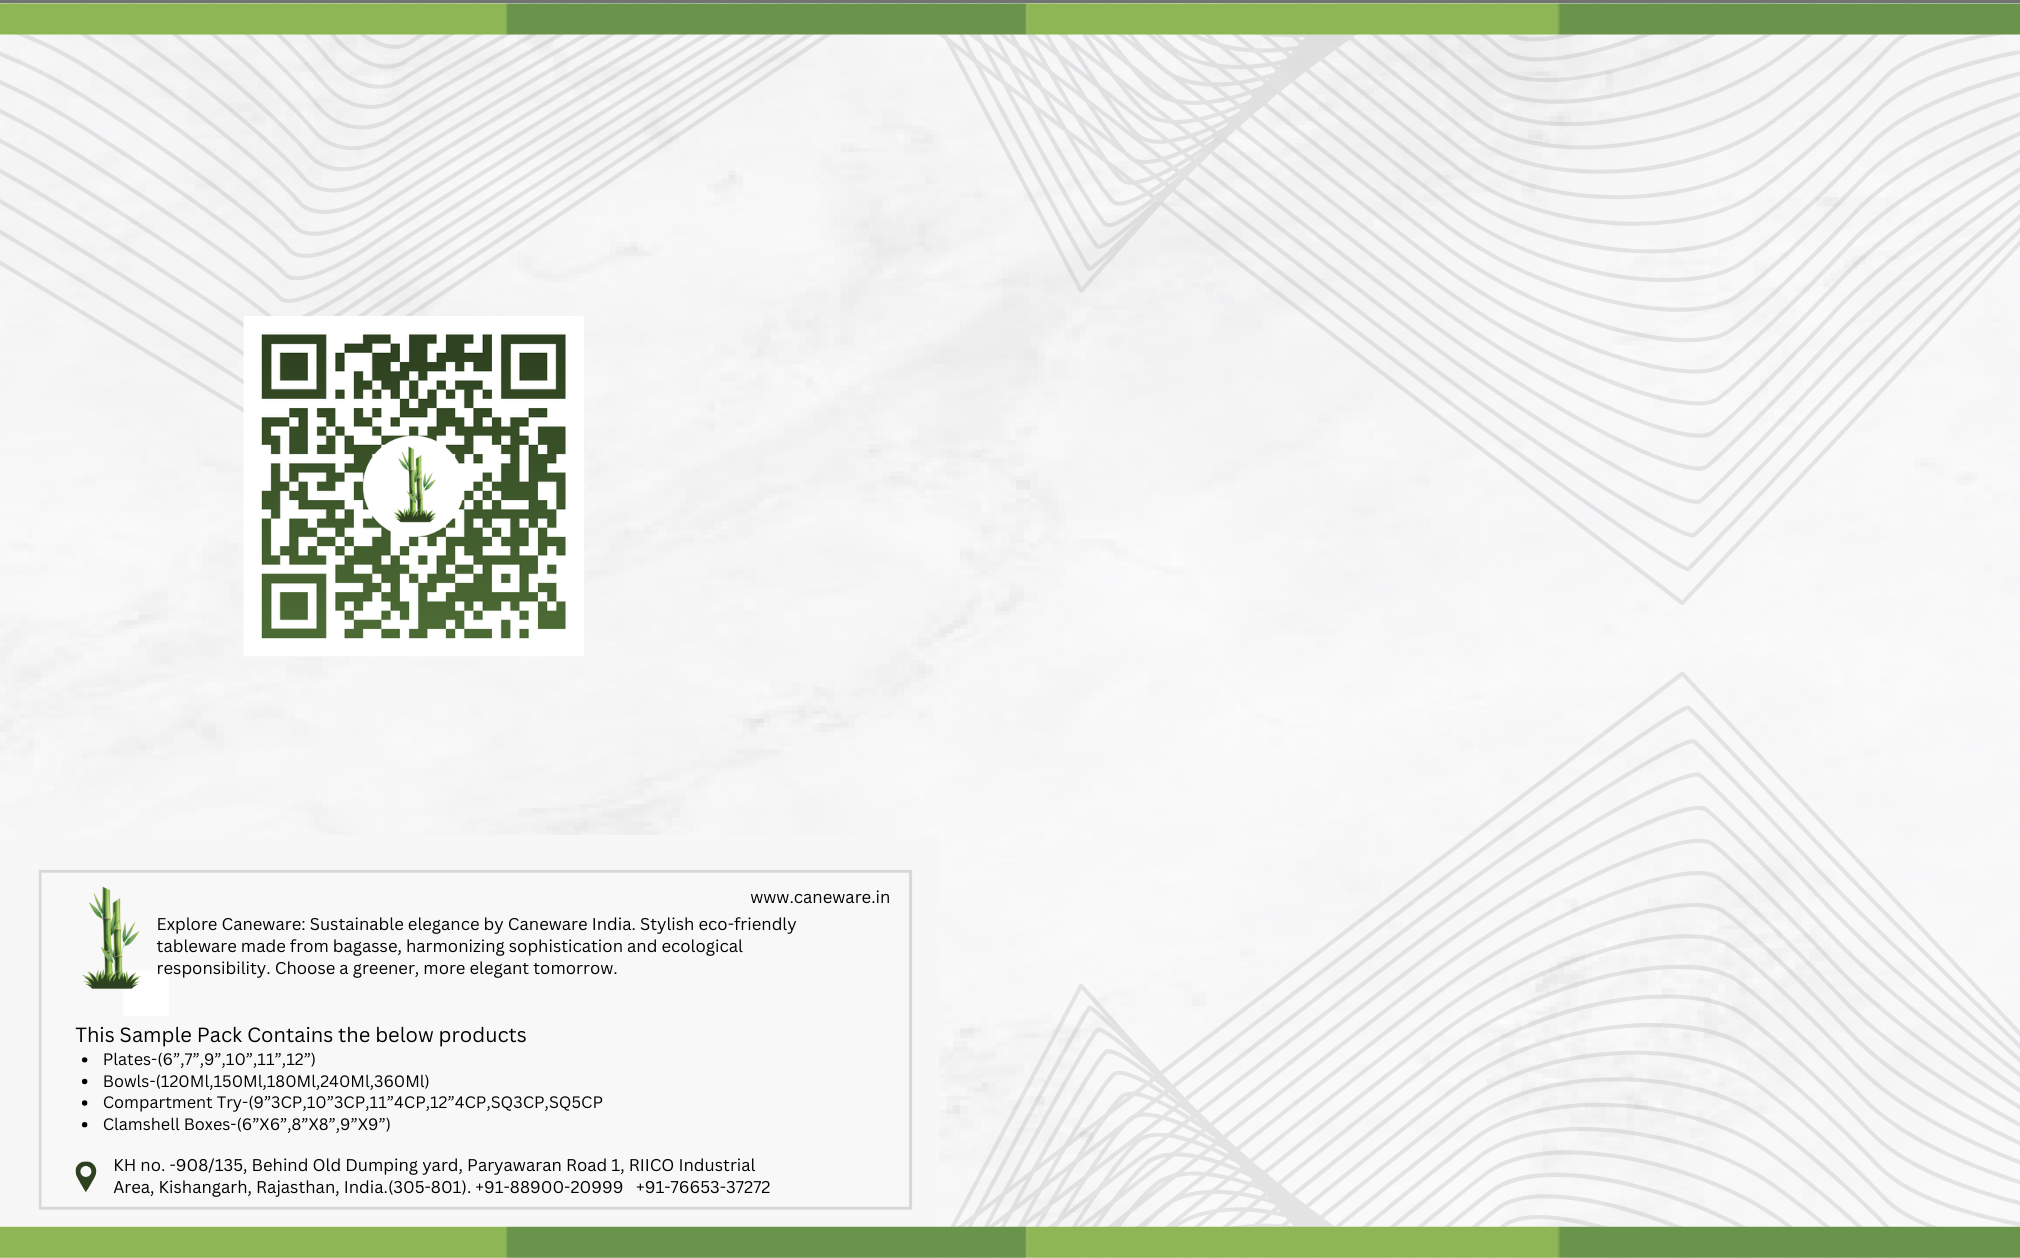 www.caneware.in
Explore Caneware: Sustainable elegance by Caneware India. Stylish eco-friendly
tableware made from bagasse, harmonizing sophistication and ecological
responsibility. Choose a greener, more elegant tomorrow.
This Sample Pack Contains the below products
• Plates-(6”,7”,9”,10”,11”,12”)
• Bowls-(120Ml,150Ml,180Ml,240Ml,360Ml)
• Compartment Try-(9”3CP,10”3CP,11”4CP,12”4CP,SQ3CP,SQ5CP
• Clamshell Boxes-(6”X6”,8”X8”,9”X9”)
KH no. -908/135, Behind Old Dumping yard, Paryawaran Road 1, RIICO Industrial
Area, Kishangarh, Rajasthan, India.(305-801). +91-88900-20999 +91-76653-37272